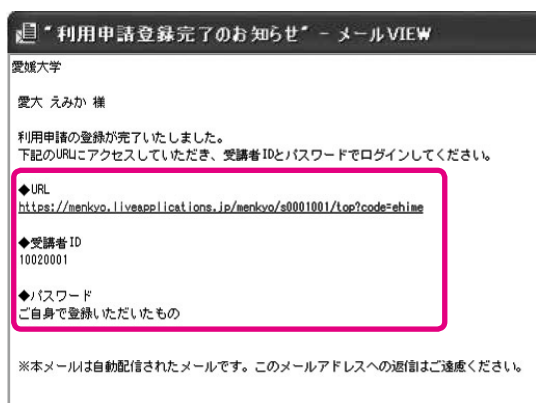 "利用申請登録完了のお知らせ" - メールVIEW
愛媛大学
愛大 えみか 様
利用申請の登録が完了いたしました。
下記のURLにアクセスしていただき、受講者IDとパスワードでログインしてください。
◆URL
https://menkyo.liveapplications.jp/menkyo/s0001001/top?code=ehime
◆受講者ID
10020001
◆パスワード
ご自身で登録いただいたもの
※本メールは自動配信されたメールです。このメールアドレスへの返信はご遠慮ください。